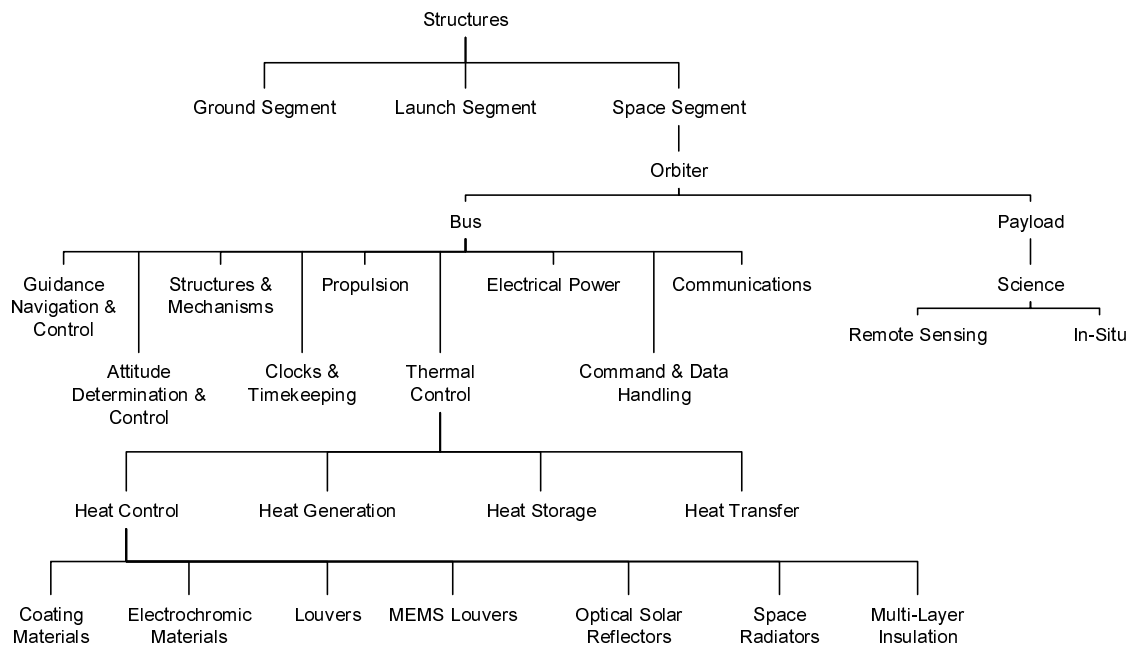 Structures
Ground Segment
Launch Segment
Space Segment
Orbiter
Bus
Payload
Guidance
Navigation &
Control
Structures &
Mechanisms
Propulsion
Electrical Power
Communications
Science
Remote Sensing
In-Situ
Attitude
Determination &
Control
Clocks &
Timekeeping
Thermal
Control
Command & Data
Handling
Heat Control
Heat Generation
Heat Storage
Heat Transfer
Coating
Materials
Electrochromic
Materials
Louvers
MEMS Louvers
Optical Solar
Reflectors
Space
Radiators
Multi-Layer
Insulation